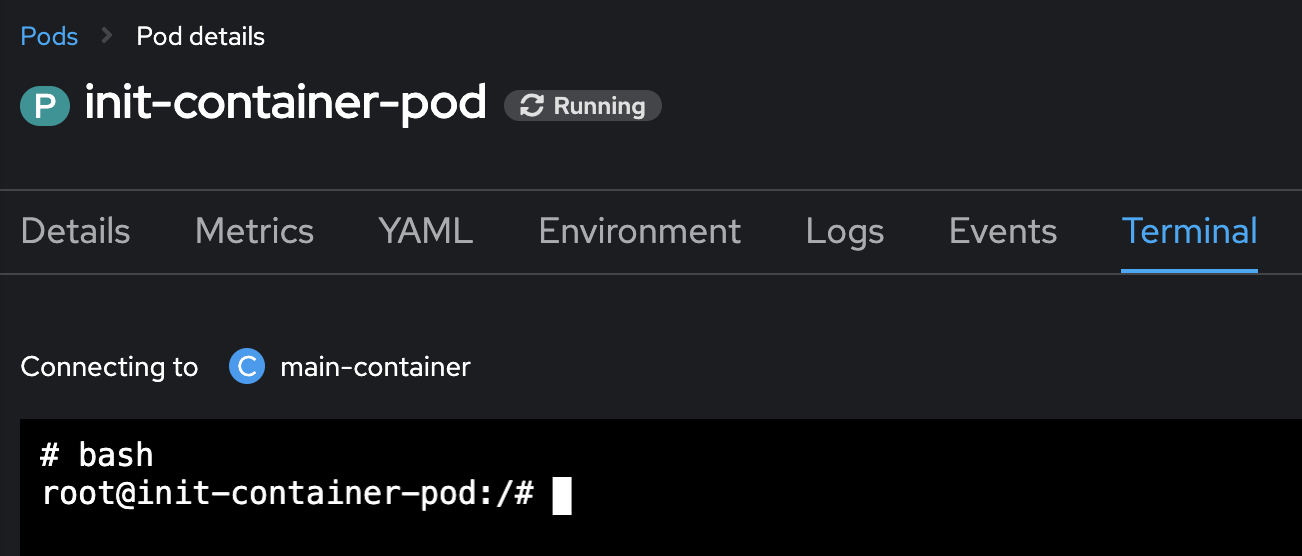 Pods > Pod details
P init-container-pod Running
Details Metrics YAML Environment Logs Events Terminal
Connecting to C main-container
# bash
root@init-container-pod:/#